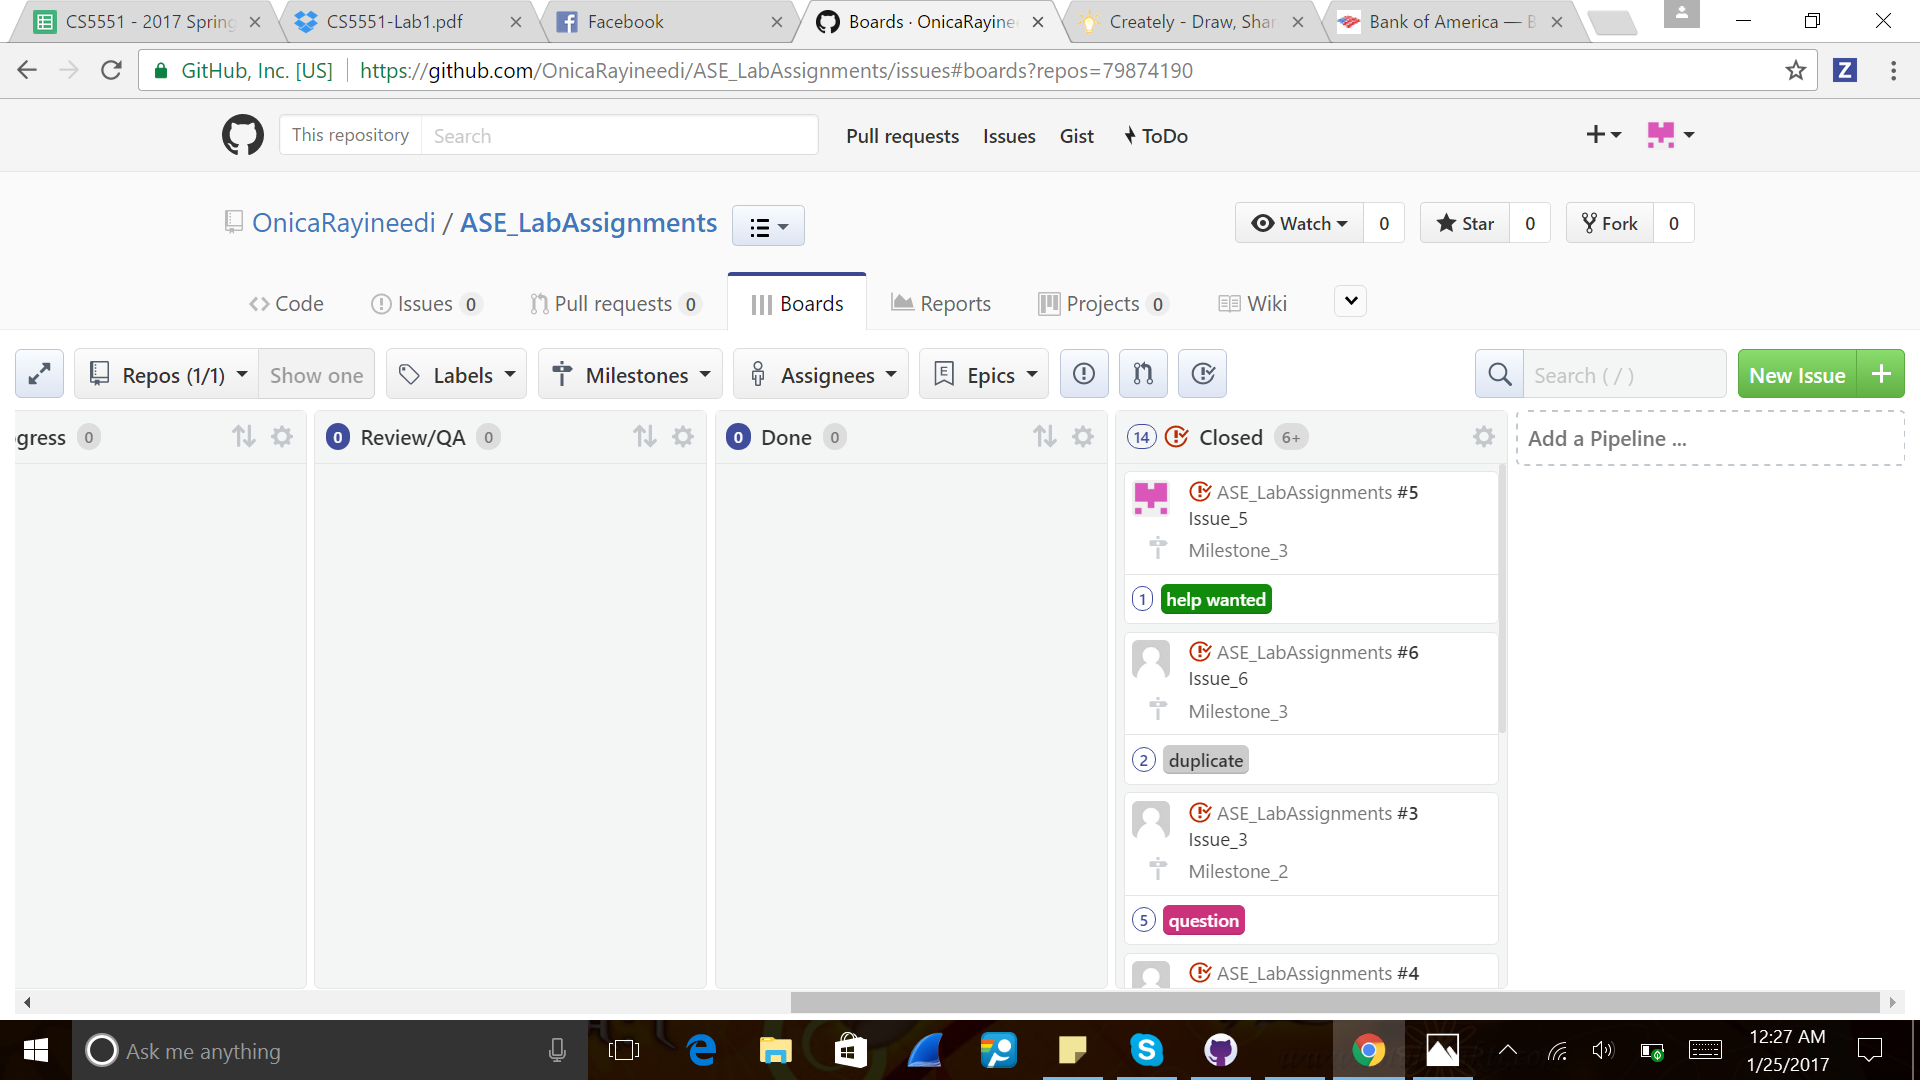 CS5551 - 2017 Spring
CS5551-Lab1.pdf
Facebook
Boards · OnicaRayinee
Creately - Draw, Shar
Bank of America — B
GitHub, Inc. [US]
https://github.com/OnicaRayineedi/ASE_LabAssignments/issues#boards?repos=79874190
Z
This repository Search
Pull requests Issues Gist ToDo
OnicaRayineedi / ASE_LabAssignments
Watch 0 Star 0 Fork 0
Code Issues 0 Pull requests 0 Boards Reports Projects 0 Wiki
Repos (1/1) Show one Labels Milestones Assignees E Epics Search ( / ) New Issue +
gress 0
0 Review/QA 0
0 Done 0
14 Closed 6+
Add a Pipeline ...
ASE_LabAssignments #5
Issue_5
Milestone_3
1 help wanted
ASE_LabAssignments #6
Issue_6
Milestone_3
2 duplicate
ASE_LabAssignments #3
Issue_3
Milestone_2
5 question
ASE_LabAssignments #4
Ask me anything
12:27 AM
1/25/2017